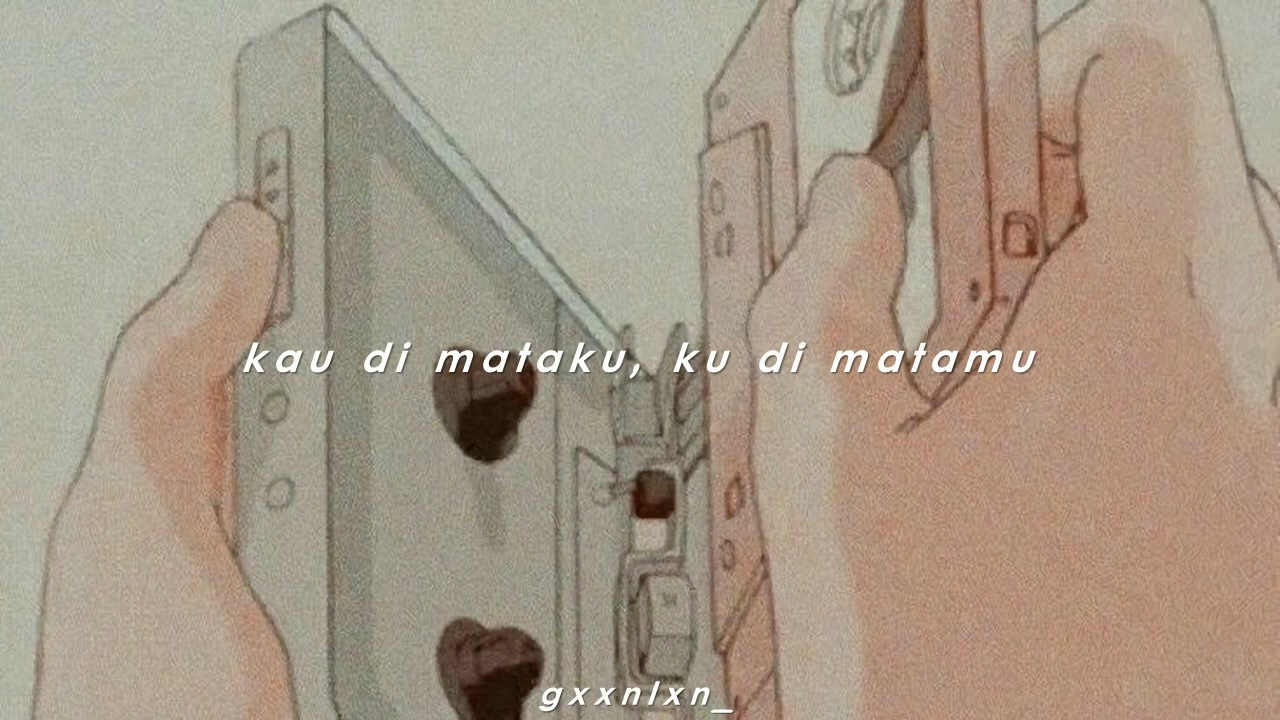 kau di mataku, ku di matamu
gxxnlxn_